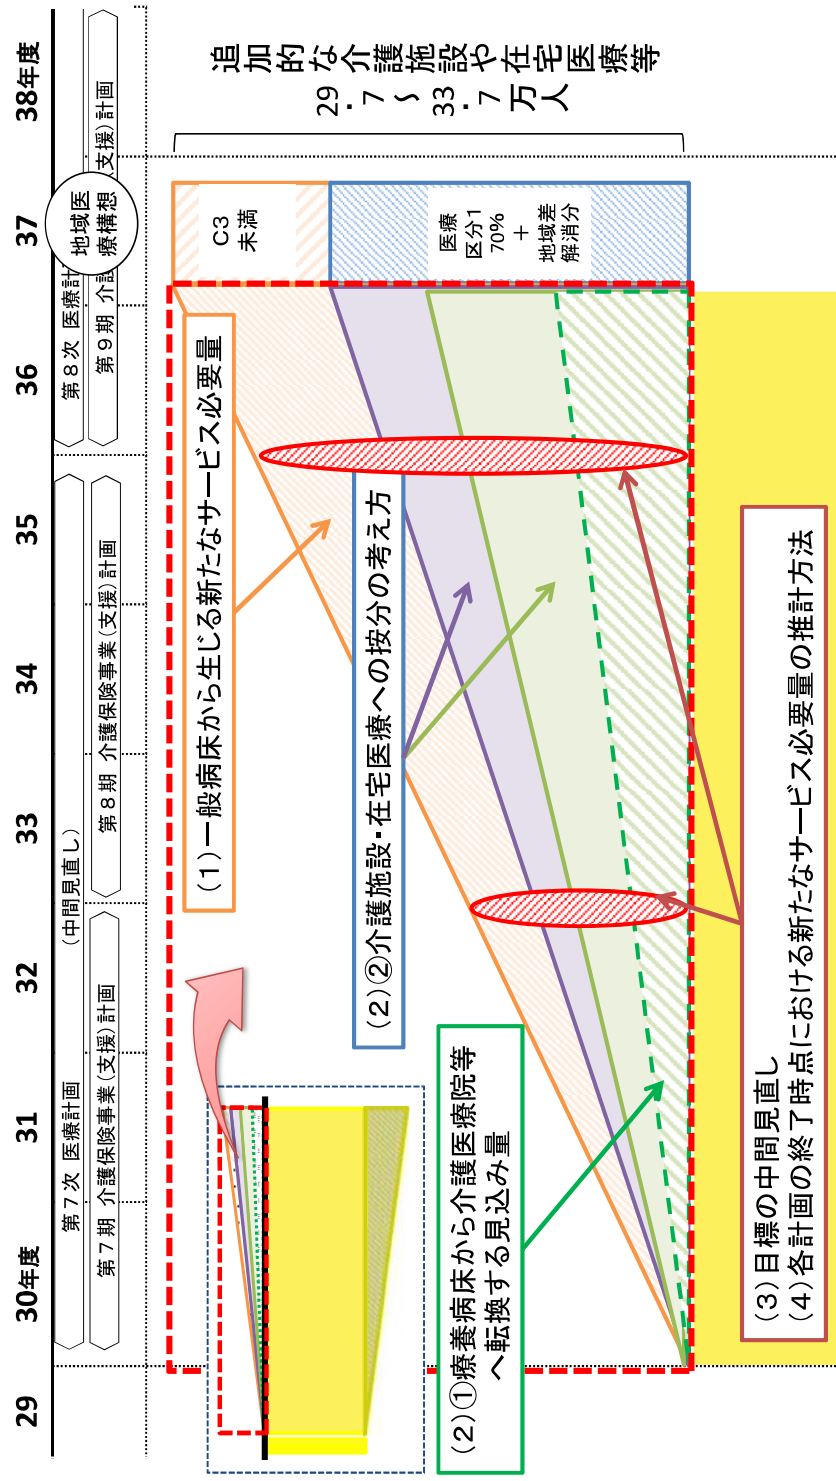 29
30年度
31
32
33
34
35
36
37
38年度
第７次 医療計画
（中間見直し）
第８次 医療計
第７期 介護保険事業（支援）計画
第８期 介護保険事業（支援）計画
第９期 介
（支援）計画
地域医
療構想
追加的な介護施設や在宅医療等
29.7～33.7万人
C3
未満
医療
区分1
70%
＋
地域差
解消分
（１）一般病床から生じる新たなサービス必要量
（２）②介護施設・在宅医療への按分の考え方
（２）①療養病床から介護医療院等
へ転換する見込み量
（３）目標の中間見直し
（４）各計画の終了時点における新たなサービス必要量の推計方法